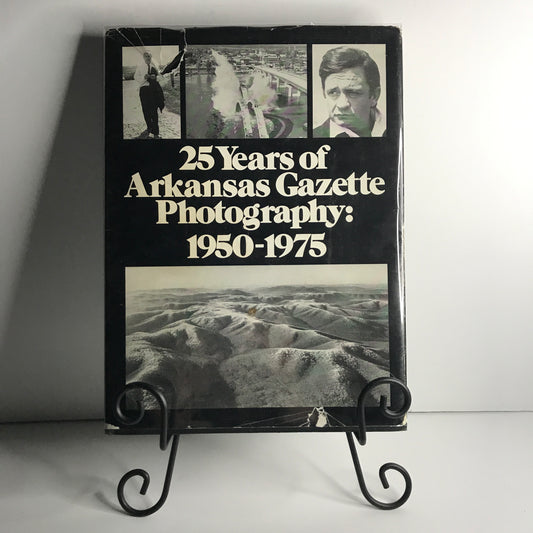 25 Years of
Arkansas Gazette
Photography:
1950-1975